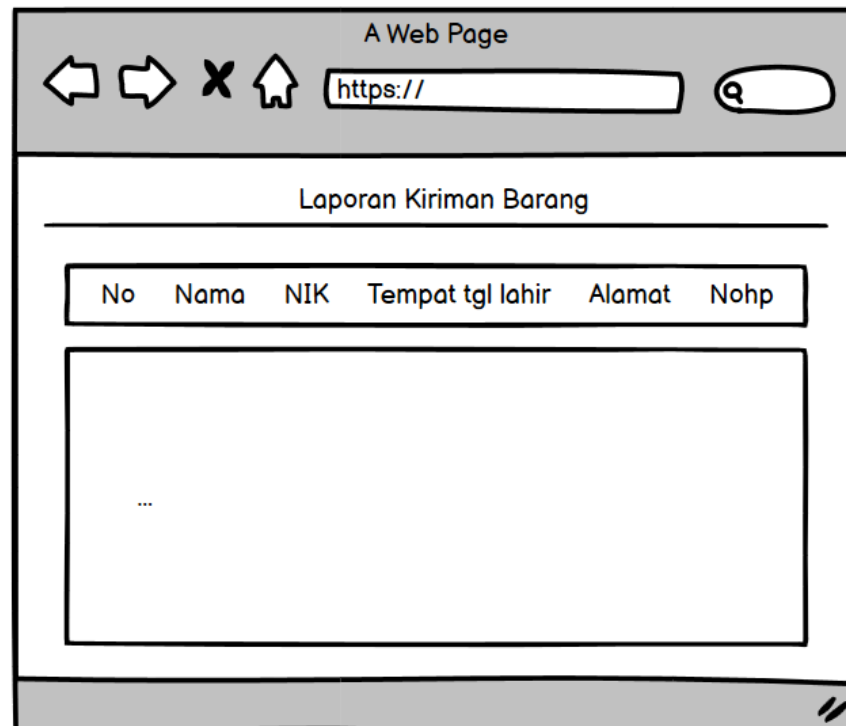 A Web Page
https://
Laporan Kiriman Barang
No Nama NIK Tempat tgl lahir Alamat Nohp
...